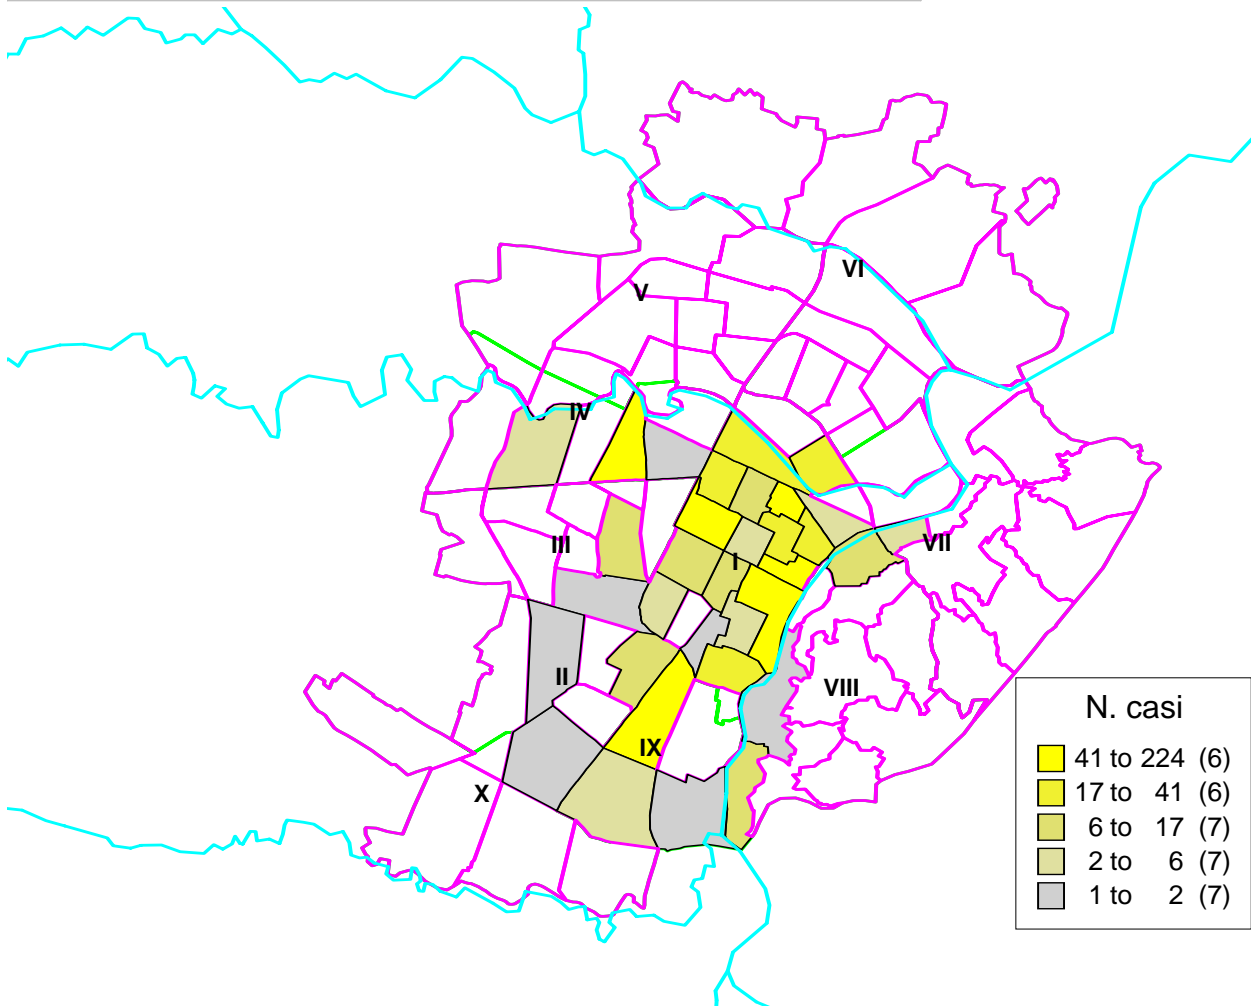 VI
V
IV
III
I
VII
II
VIII
IX
X
N. casi
41 to 224 (6)
17 to 41 (6)
6 to 17 (7)
2 to 6 (7)
1 to 2 (7)